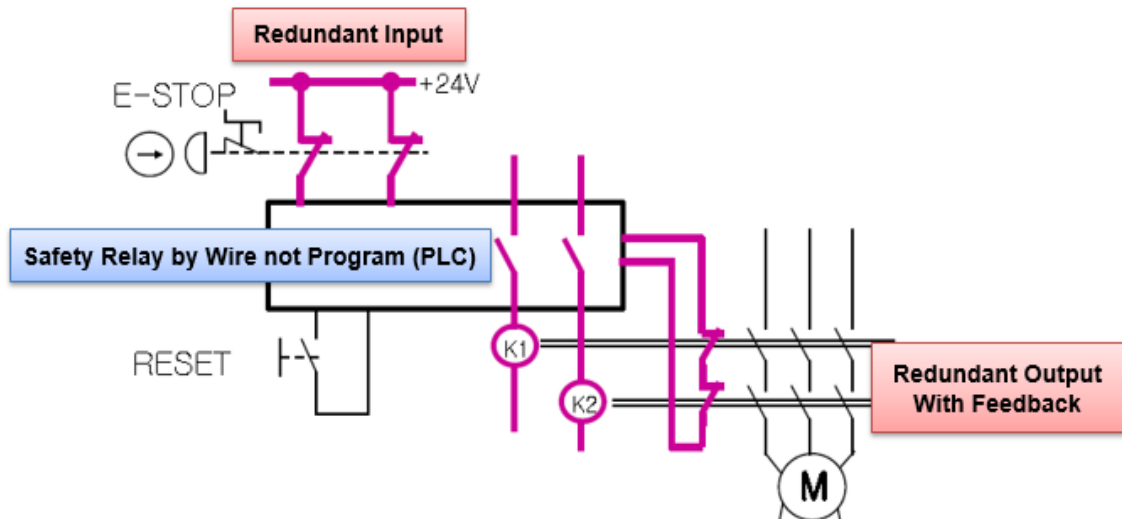 Redundant Input
+24V
E-STOP
Safety Relay by Wire not Program (PLC)
K1
RESET
Redundant Output
With Feedback
K2
M